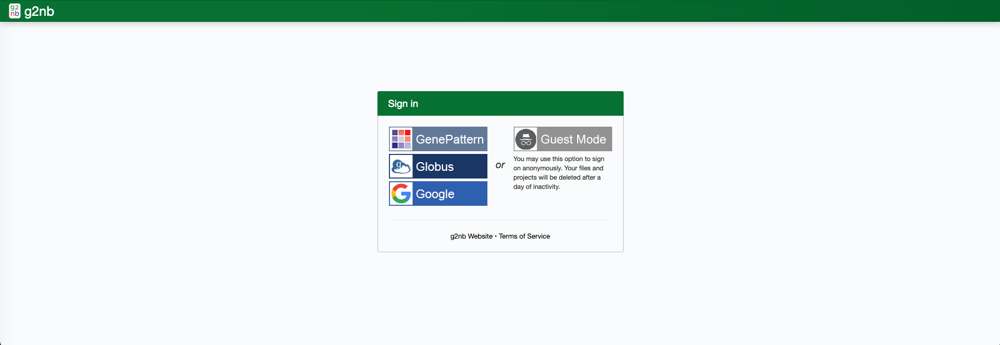 g2
nb
g2nb
Sign in
GenePattern
g
Globus
Google
or
Guest Mode
You may use this option to sign
on anonymously. Your files and
projects will be deleted after a
day of inactivity.
g2nb Website • Terms of Service